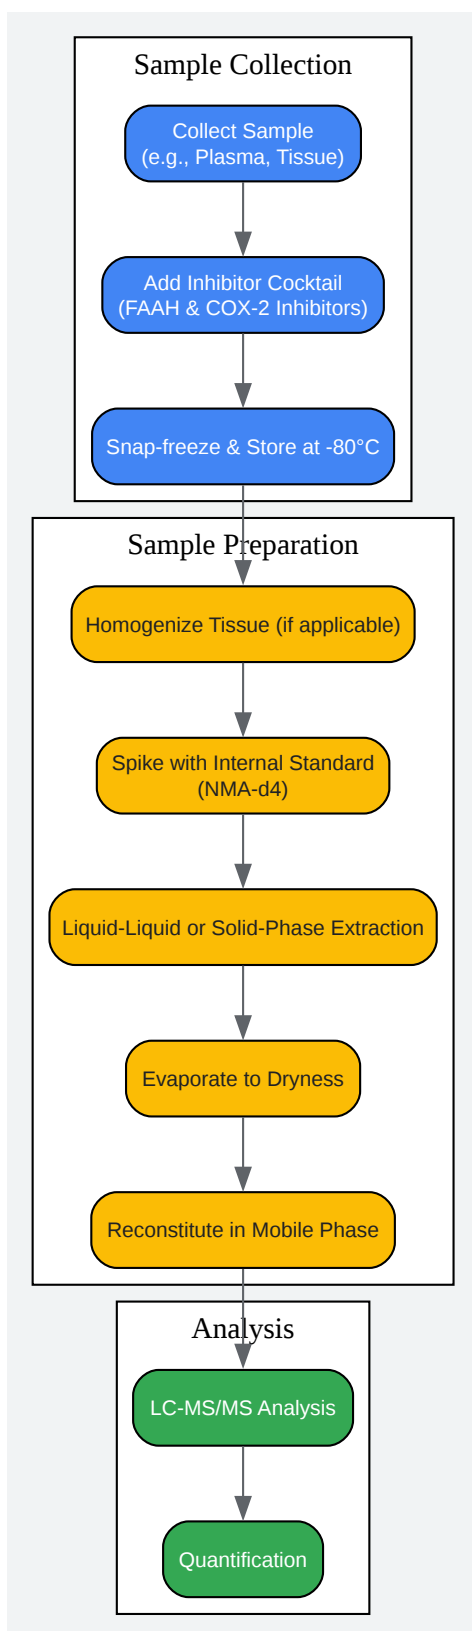 Sample Collection
Collect Sample
(e.g., Plasma, Tissue)
Add Inhibitor Cocktail
(FAAH & COX-2 Inhibitors)
Snap-freeze & Store at -80°C
Sample Preparation
Homogenize Tissue (if applicable)
Spike with Internal Standard
(NMA-d4)
Liquid-Liquid or Solid-Phase Extraction
Evaporate to Dryness
Reconstitute in Mobile Phase
Analysis
LC-MS/MS Analysis
Quantification